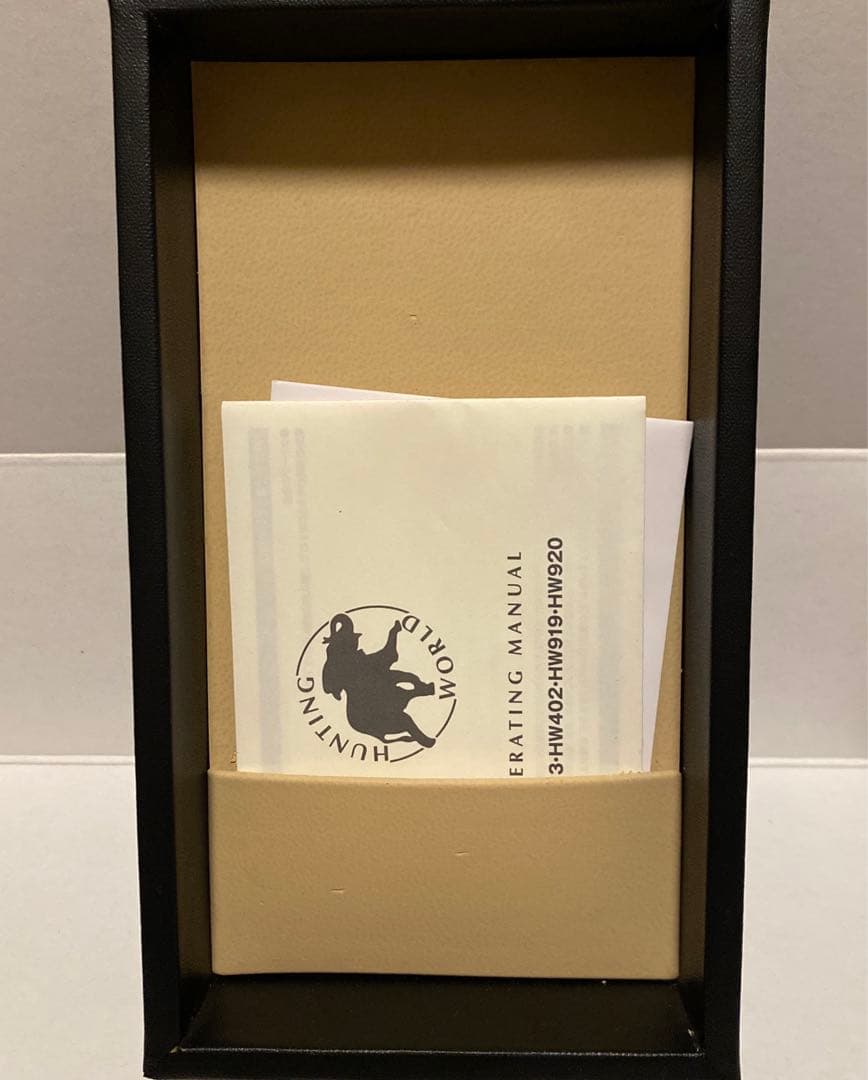 HUNTING WORLD
ERATING MANUAL
3·HW402·HW919·HW920